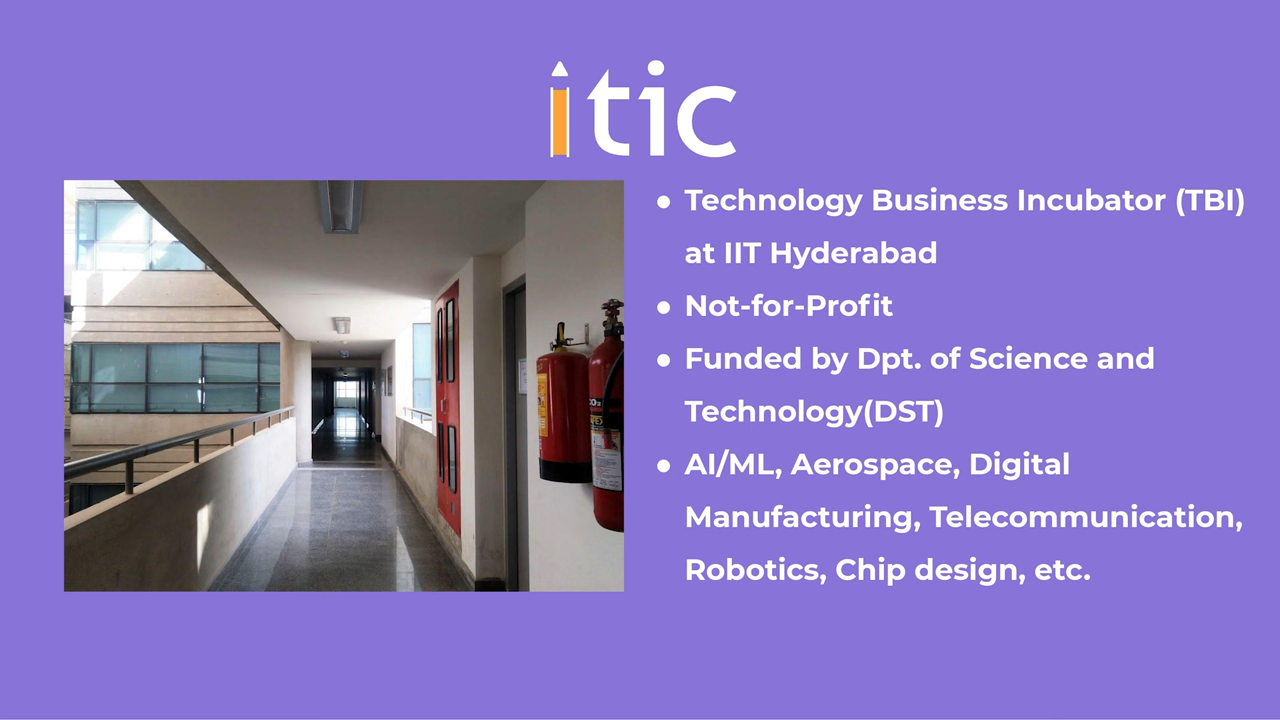 itic
● Technology Business Incubator (TBI)
at IIT Hyderabad
● Not-for-Profit
● Funded by Dpt. of Science and
Technology(DST)
● AI/ML, Aerospace, Digital
Manufacturing, Telecommunication,
Robotics, Chip design, etc.